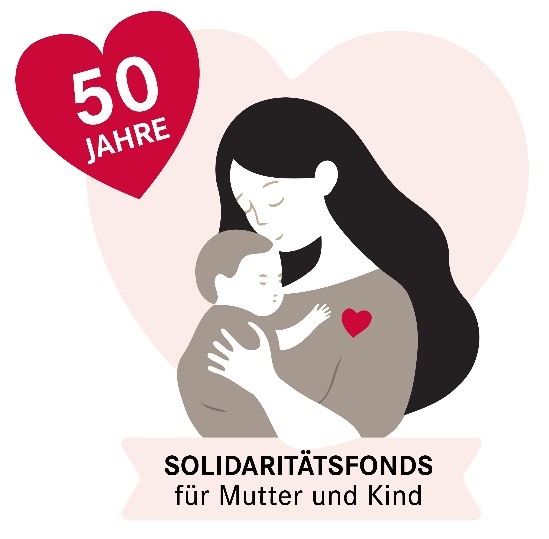 50
JAHRE
SOLIDARITÄTSFONDS
für Mutter und Kind